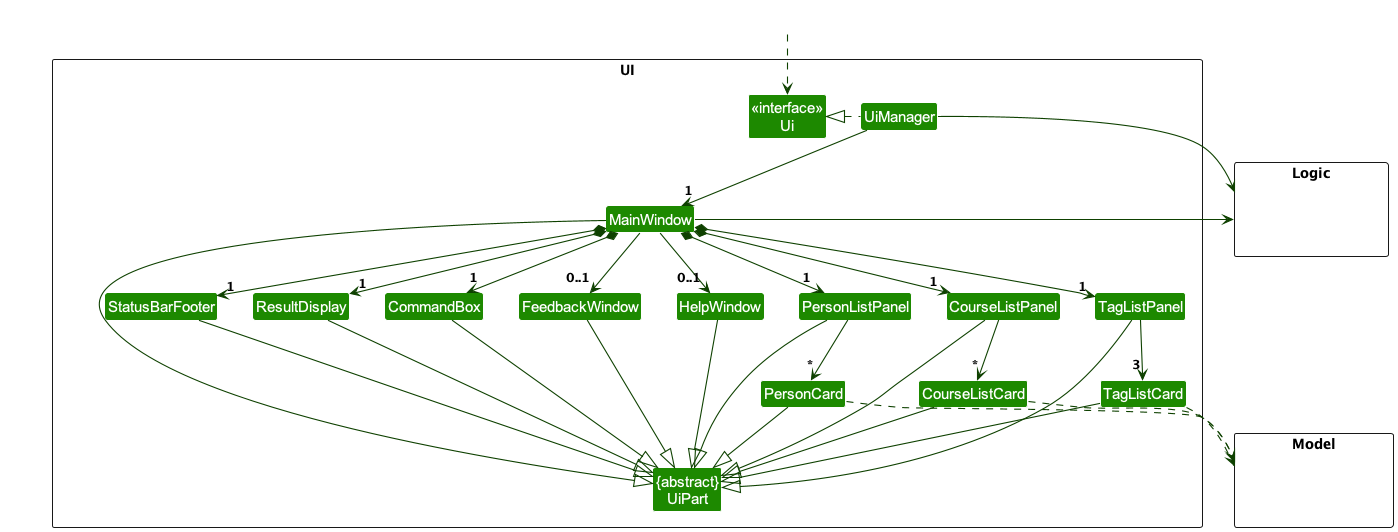 UI
«interface»
Ui
UiManager
Logic
1
MainWindow
1
1
1
0..1
0..1
1
1
1
StatusBarFooter
ResultDisplay
CommandBox
FeedbackWindow
HelpWindow
PersonListPanel
CourseListPanel
TagListPanel
*
*
3
PersonCard
CourseListCard
TagListCard
Model
{abstract}
UiPart